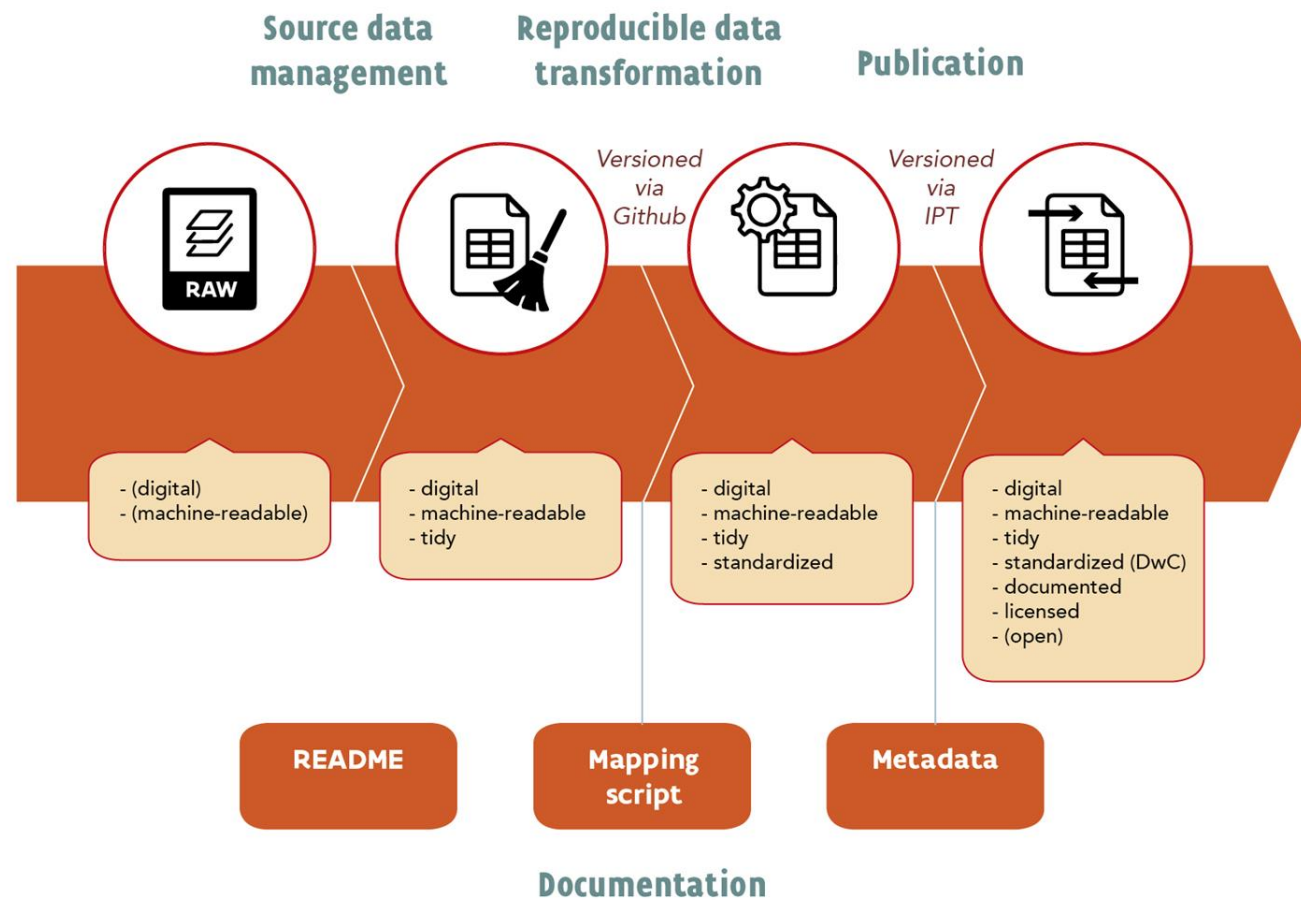 Source data
management
Reproducible data
transformation
Publication
Versioned
via
Github
Versioned
via
IPT
RAW
- (digital)
- (machine-readable)
- digital
- machine-readable
- tidy
- digital
- machine-readable
- tidy
- standardized
- digital
- machine-readable
- tidy
- standardized (DwC)
- documented
- licensed
- (open)
README
Mapping
script
Metadata
Documentation